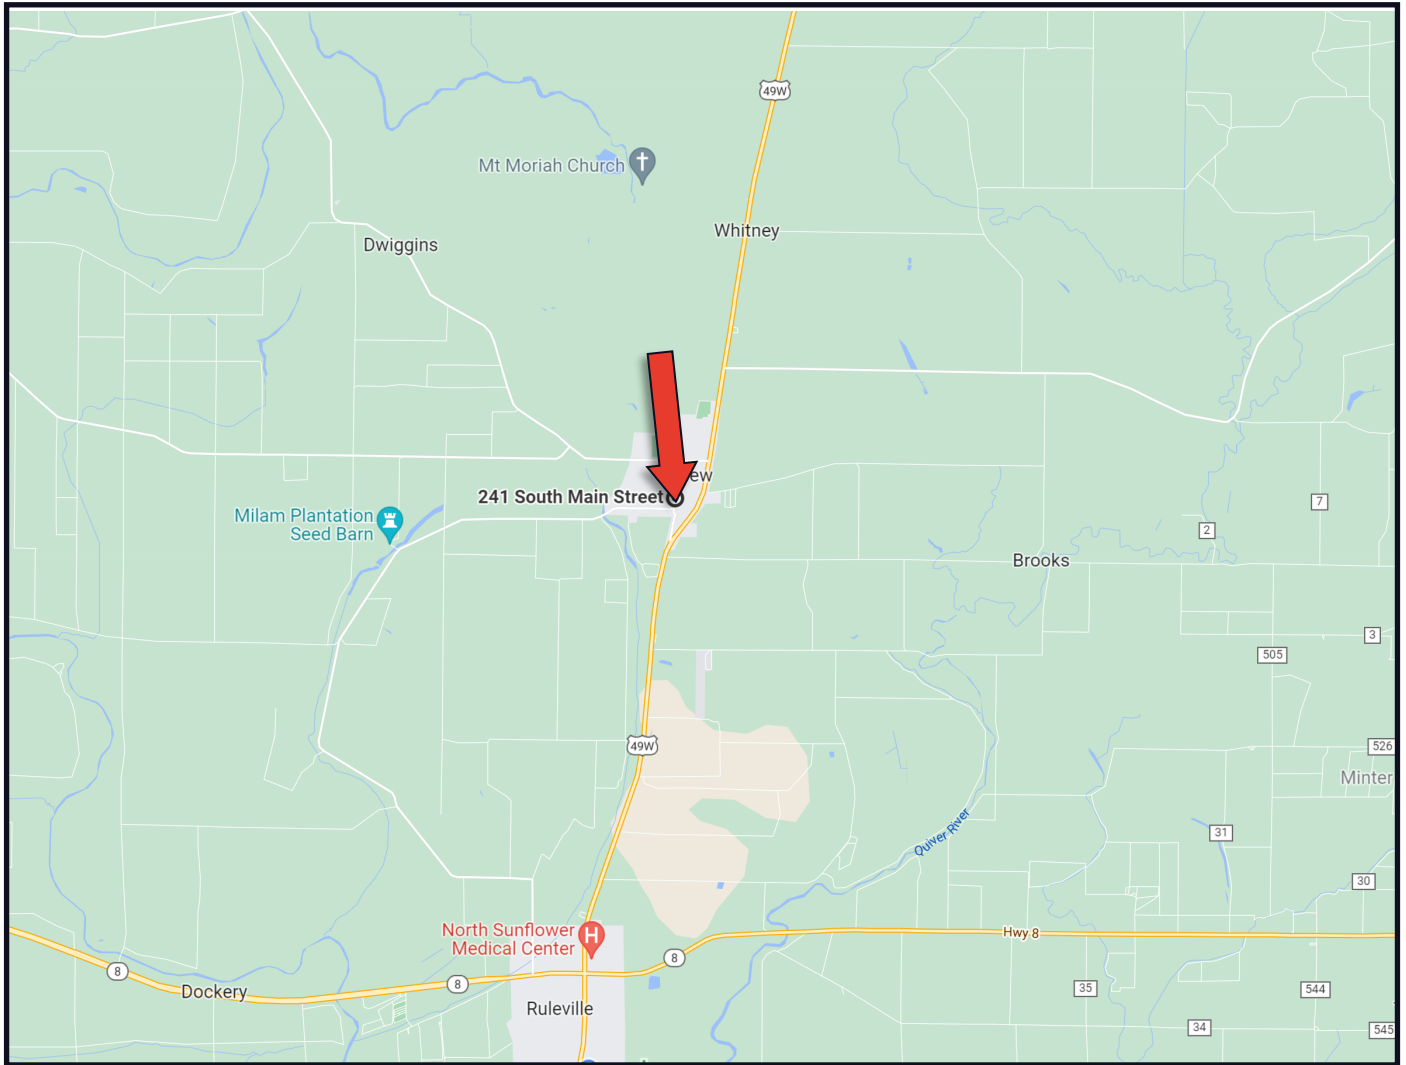 49W
Mt Moriah Church
Whitney
Dwiggins
ew
241 South Main Street
Milam Plantation
Seed Barn
7
2
Brooks
3
505
49W
526
Minter
Quiver River
31
30
North Sunflower
Medical Center
H
Hwy 8
8
8
8
Dockery
35
544
Ruleville
34
545